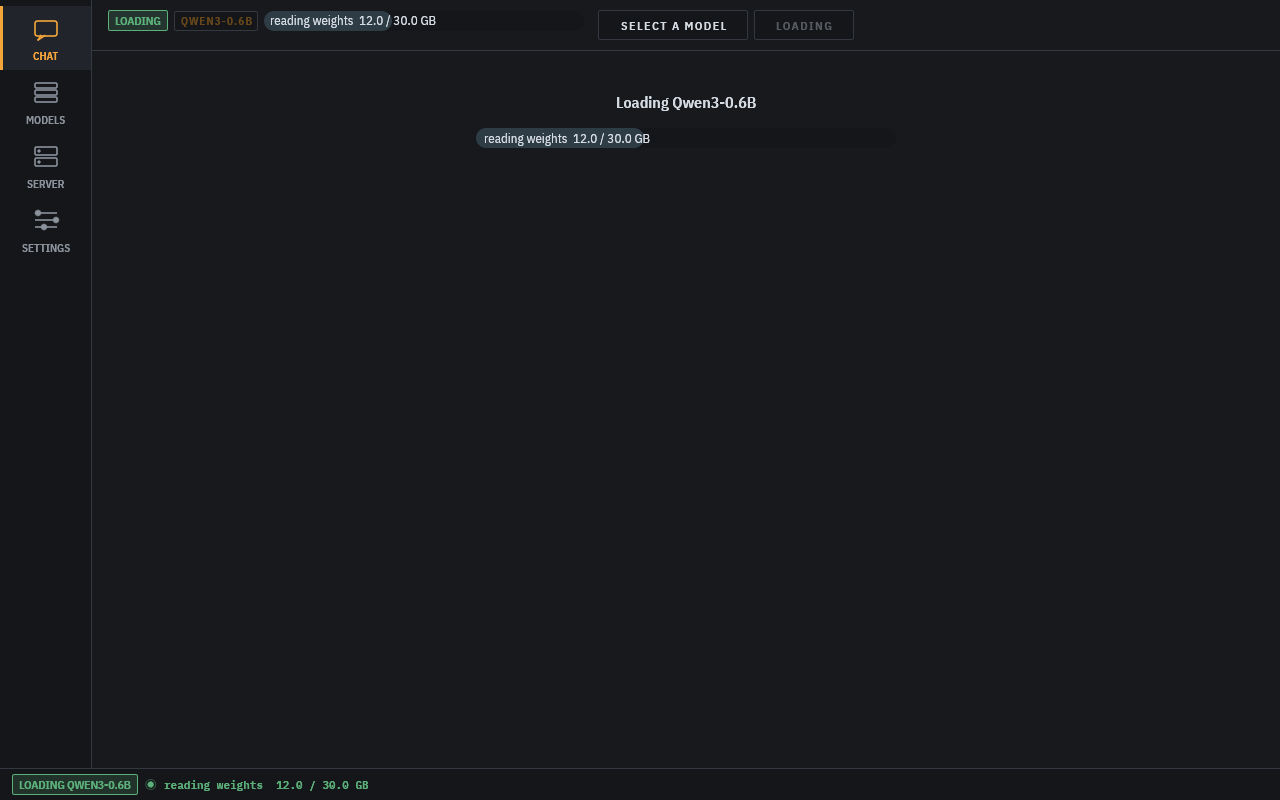 LOADING QWEN3-0.6B reading weights 12.0 / 30.0 GB SELECT A MODEL LOADING
CHAT
MODELS
SERVER
SETTINGS
Loading Qwen3-0.6B
reading weights 12.0 / 30.0 GB
LOADING QWEN3-0.6B reading weights 12.0 / 30.0 GB